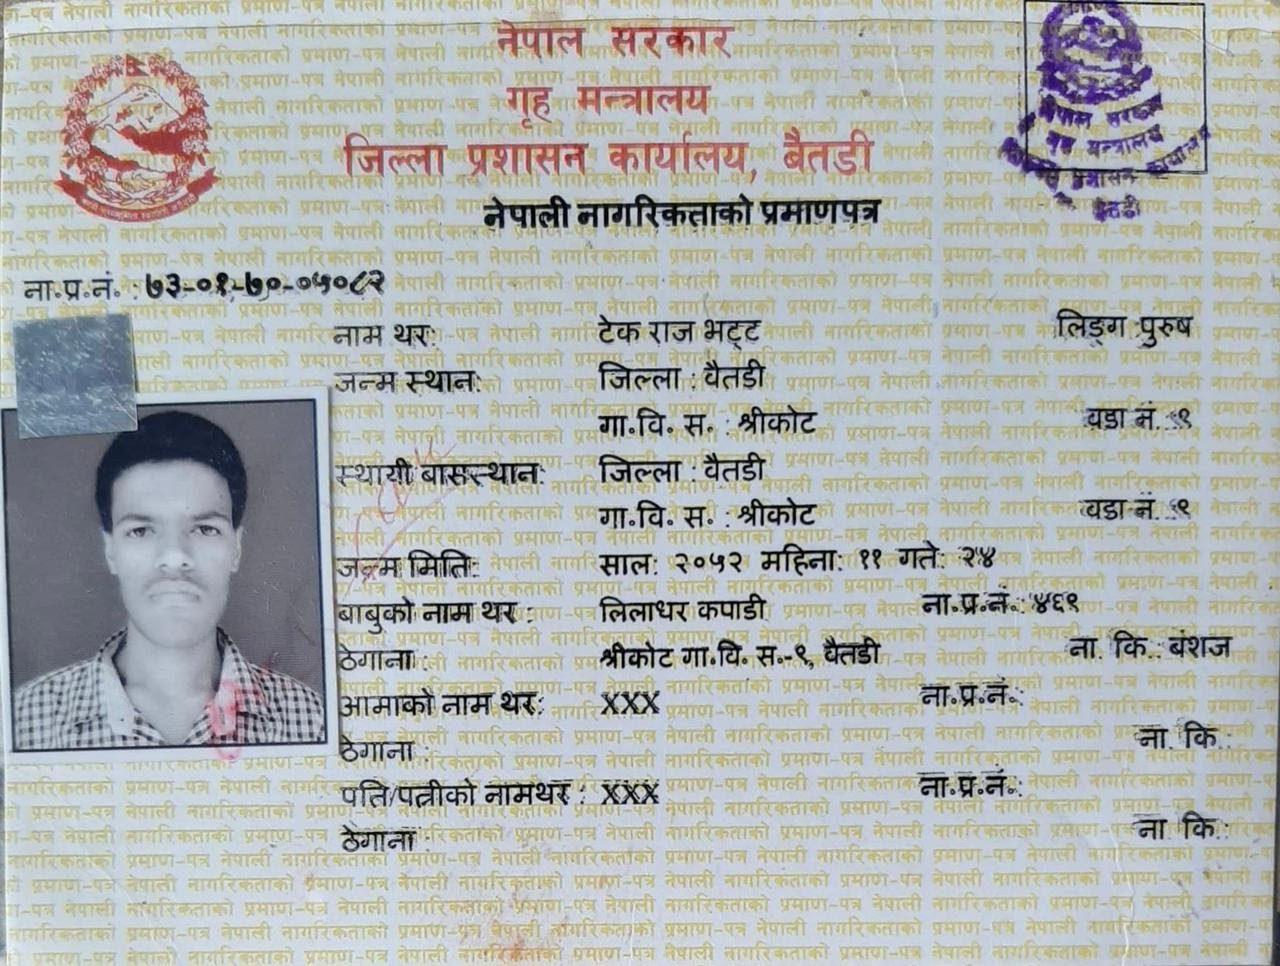 नेपाल सरकार
गृह मन्त्रालय
जिल्ला प्रशासन कार्यालय, बैतडी
नेपाली नागरिकताको प्रमाणपत्र
नेपाल सरकार
गृह मन्त्रालय
जिल्ला प्रशासन कार्यालय
बैतडी
ना.प्र.नं. : ७३-०१-७०-०५०८२
नाम थर: टेक राज भट्ट लिङ्ग :पुरुष
जन्म स्थान: जिल्ला : बैतडी
गा.वि. स. : श्रीकोट वडा नं. :९
स्थायी बासस्थान: जिल्ला : बैतडी
गा.वि. स. : श्रीकोट वडा नं. :९
जन्म मिति: साल: २०५२ महिना: ११ गते: २४
बाबुको नाम थर : लिलाधर कपाडी ना.प्र.नं.: ४६१
ठेगाना : श्रीकोट गा.वि. स.-९, बैतडी ना. कि.: बंशज
आमाको नाम थर: XXX ना.प्र.नं.:
ठेगाना : ना. कि.:
पति/पत्नीको नामथर : XXX ना.प्र.नं.:
ठेगाना : ना. कि.: